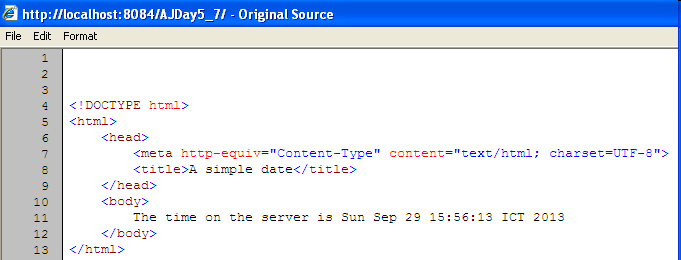 http://localhost:8084/AJDay5_7/ - Original Source
File Edit Format
1
2
3
4 <!DOCTYPE html>
5 <html>
6 <head>
7 <meta http-equiv="Content-Type" content="text/html; charset=UTF-8">
8 <title>A simple date</title>
9 </head>
10 <body>
11 The time on the server is Sun Sep 29 15:56:13 ICT 2013
12 </body>
13 </html>